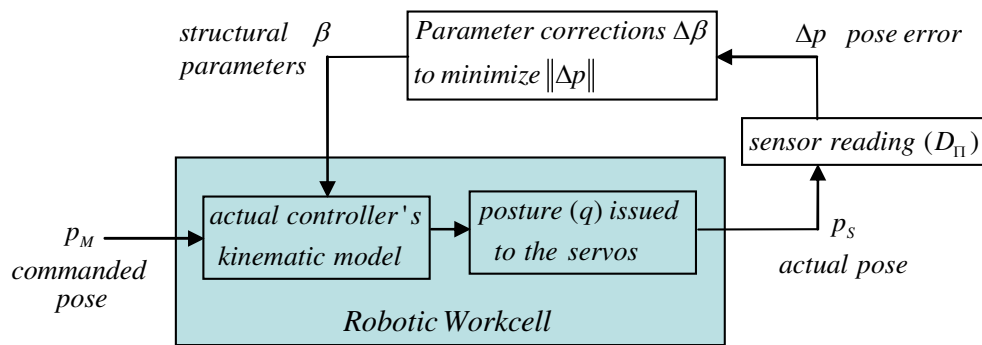 structural β
parameters
Parameter corrections Δβ
to minimize ‖Δp‖
Δp pose error
sensor reading (D_Π)
actual controller's
kinematic model
posture (q) issued
to the servos
p_M
commanded
pose
p_S
actual pose
Robotic Workcell